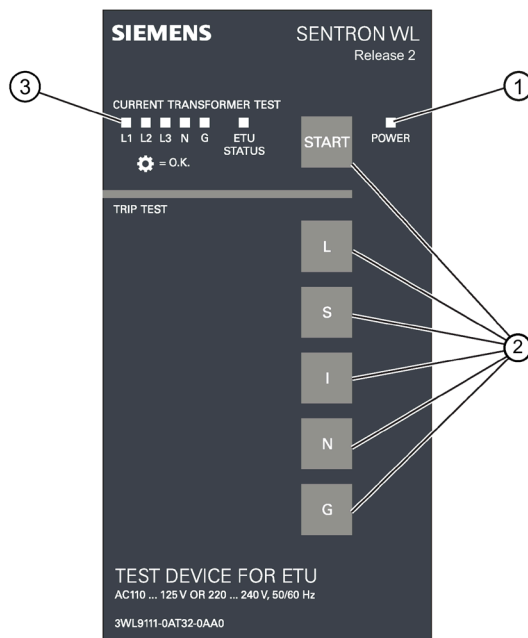 SIEMENS
SENTRON WL
Release 2
3
1
CURRENT TRANSFORMER TEST
L1 L2 L3 N G
ETU
STATUS
START
POWER
= O.K.
TRIP TEST
L
S
I
N
G
2
TEST DEVICE FOR ETU
AC110 ... 125 V OR 220 ... 240 V, 50/60 Hz
3WL9111-0AT32-0AA0